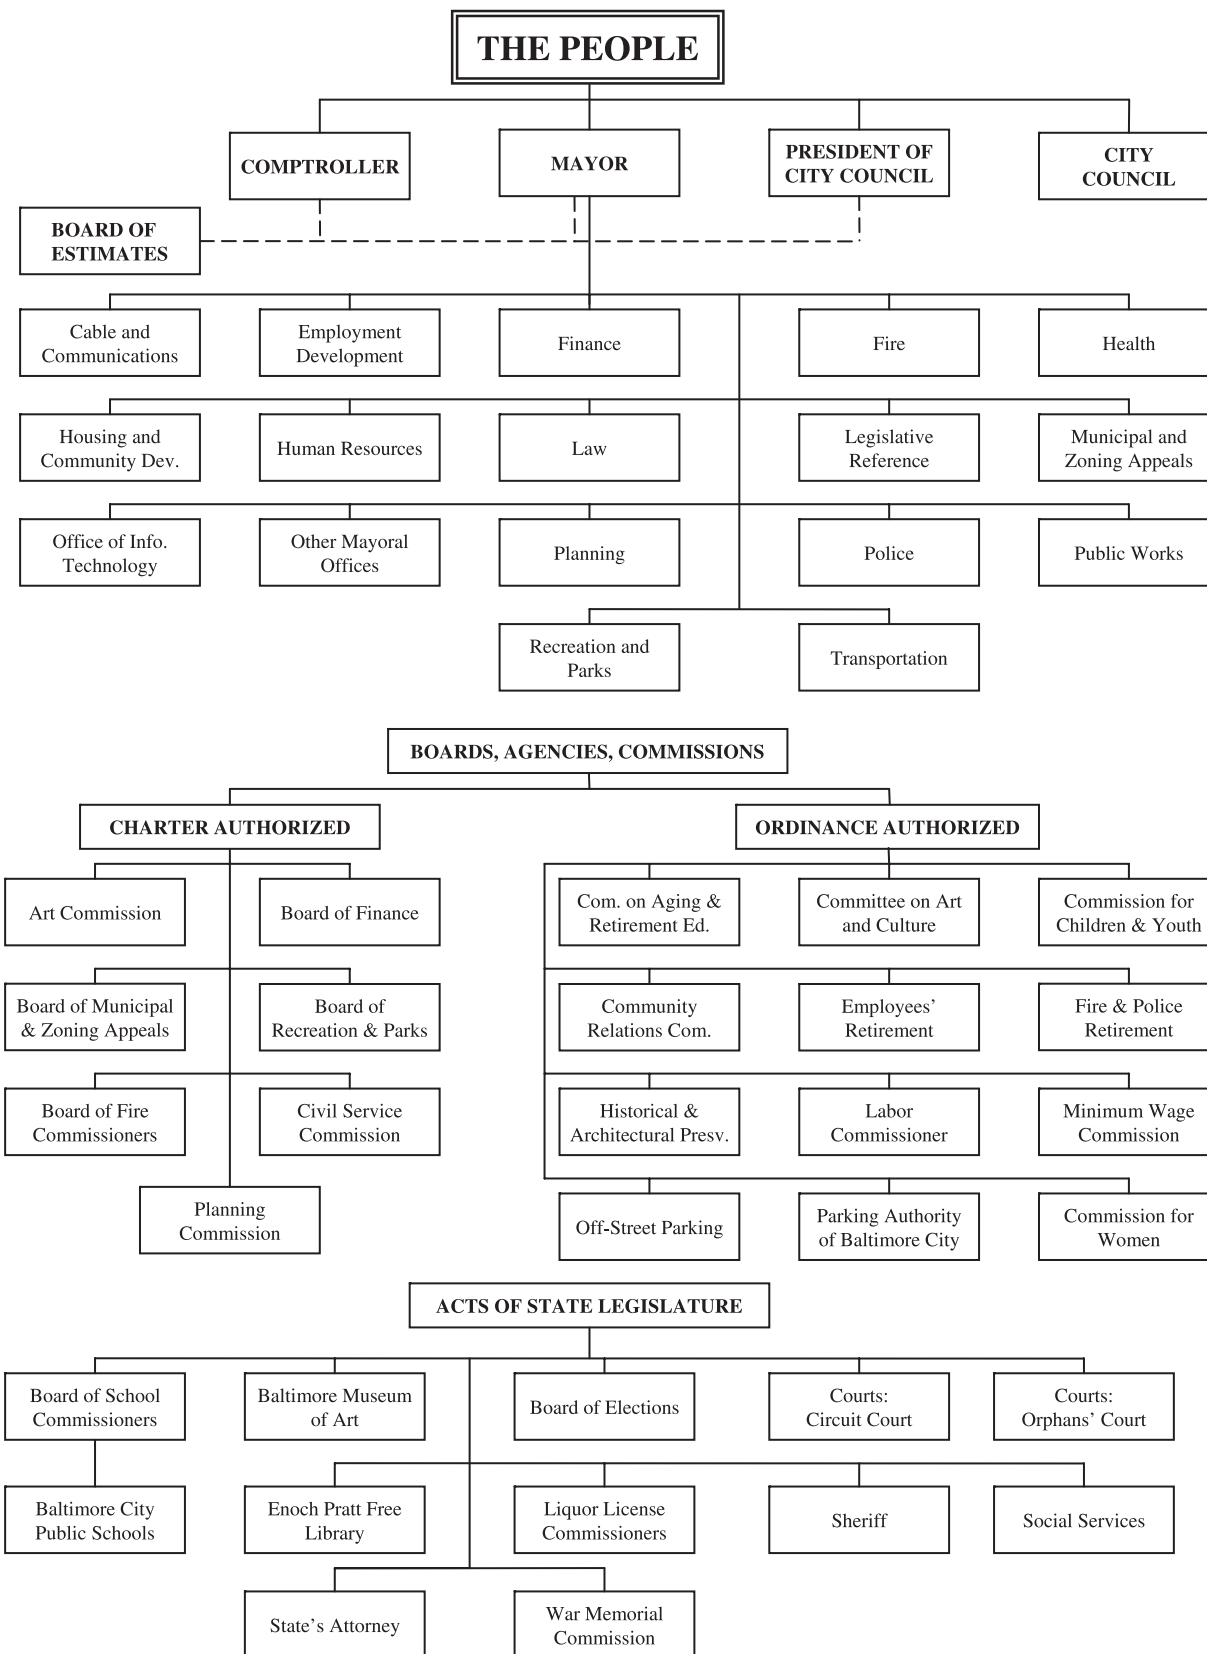 THE PEOPLE
COMPTROLLER
MAYOR
PRESIDENT OF
CITY COUNCIL
CITY
COUNCIL
BOARD OF
ESTIMATES
Cable and
Communications
Employment
Development
Finance
Fire
Health
Housing and
Community Dev.
Human Resources
Law
Legislative
Reference
Municipal and
Zoning Appeals
Office of Info.
Technology
Other Mayoral
Offices
Planning
Police
Public Works
Recreation and
Parks
Transportation
BOARDS, AGENCIES, COMMISSIONS
CHARTER AUTHORIZED
ORDINANCE AUTHORIZED
Art Commission
Board of Finance
Com. on Aging &
Retirement Ed.
Committee on Art
and Culture
Commission for
Children & Youth
Board of Municipal
& Zoning Appeals
Board of
Recreation & Parks
Community
Relations Com.
Employees’
Retirement
Fire & Police
Retirement
Board of Fire
Commissioners
Civil Service
Commission
Historical &
Architectural Presv.
Labor
Commissioner
Minimum Wage
Commission
Planning
Commission
Off-Street Parking
Parking Authority
of Baltimore City
Commission for
Women
ACTS OF STATE LEGISLATURE
Board of School
Commissioners
Baltimore Museum
of Art
Board of Elections
Courts:
Circuit Court
Courts:
Orphans’ Court
Baltimore City
Public Schools
Enoch Pratt Free
Library
Liquor License
Commissioners
Sheriff
Social Services
State’s Attorney
War Memorial
Commission